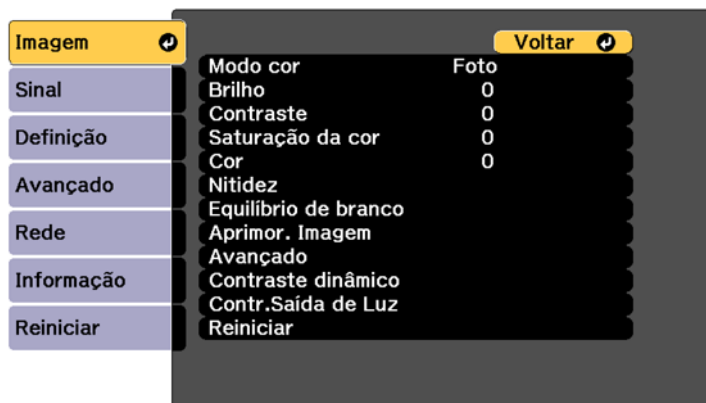 Imagem
Sinal
Definição
Avançado
Rede
Informação
Reiniciar
Voltar
Modo cor Foto
Brilho 0
Contraste 0
Saturação da cor 0
Cor 0
Nitidez
Equilíbrio de branco
Aprimor. Imagem
Avançado
Contraste dinâmico
Contr.Saída de Luz
Reiniciar